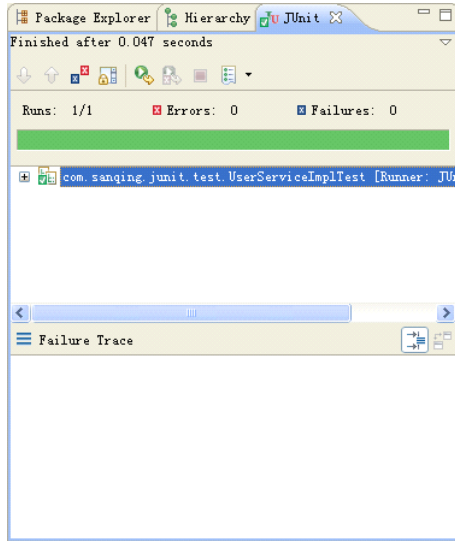 Package Explorer Hierarchy JUnit
Finished after 0.047 seconds
Runs: 1/1 Errors: 0 Failures: 0
com.sanqing.junit.test.UserServiceImplTest [Runner: JU
Failure Trace